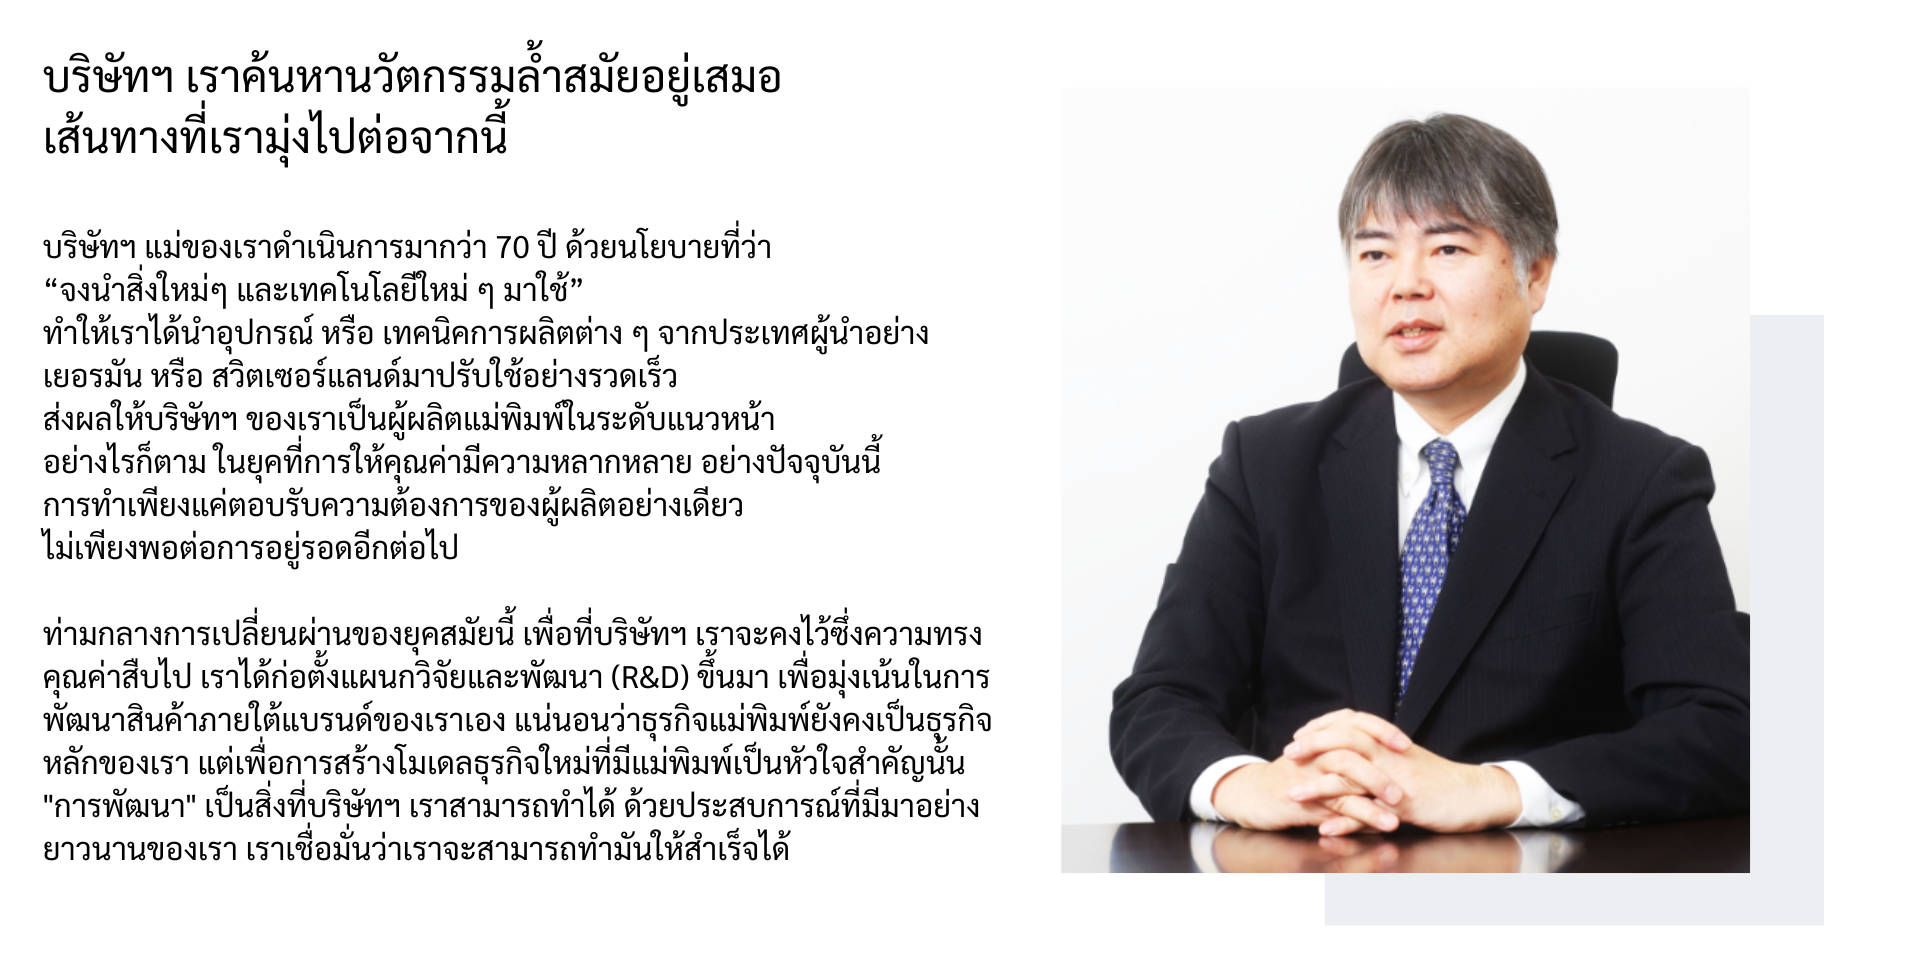 บริษัทฯ เราค้นหานวัตกรรมล้ำสมัยอยู่เสมอ
เส้นทางที่เรามุ่งไปต่อจากนี้
บริษัทฯ แม่ของเราดำเนินการมากว่า 70 ปี ด้วยนโยบายที่ว่า
“จงนำสิ่งใหม่ๆ และเทคโนโลยีใหม่ ๆ มาใช้”
ทำให้เราได้นำอุปกรณ์ หรือ เทคนิคการผลิตต่าง ๆ จากประเทศผู้นำอย่าง
เยอรมัน หรือ สวิตเซอร์แลนด์มาปรับใช้อย่างรวดเร็ว
ส่งผลให้บริษัทฯ ของเราเป็นผู้ผลิตแม่พิมพ์ในระดับแนวหน้า
อย่างไรก็ตาม ในยุคที่การให้คุณค่ามีความหลากหลาย อย่างปัจจุบันนี้
การทำเพียงแค่ตอบรับความต้องการของผู้ผลิตอย่างเดียว
ไม่เพียงพอต่อการอยู่รอดอีกต่อไป
ท่ามกลางการเปลี่ยนผ่านของยุคสมัยนี้ เพื่อที่บริษัทฯ เราจะคงไว้ซึ่งความทรง
คุณค่าสืบไป เราได้ก่อตั้งแผนกวิจัยและพัฒนา (R&D) ขึ้นมา เพื่อมุ่งเน้นในการ
พัฒนาสินค้าภายใต้แบรนด์ของเราเอง แน่นอนว่าธุรกิจแม่พิมพ์ยังคงเป็นธุรกิจ
หลักของเรา แต่เพื่อการสร้างโมเดลธุรกิจใหม่ที่มีแม่พิมพ์เป็นหัวใจสำคัญนั้น
"การพัฒนา" เป็นสิ่งที่บริษัทฯ เราสามารถทำได้ ด้วยประสบการณ์ที่มีมาอย่าง
ยาวนานของเรา เราเชื่อมั่นว่าเราจะสามารถทำมันให้สำเร็จได้